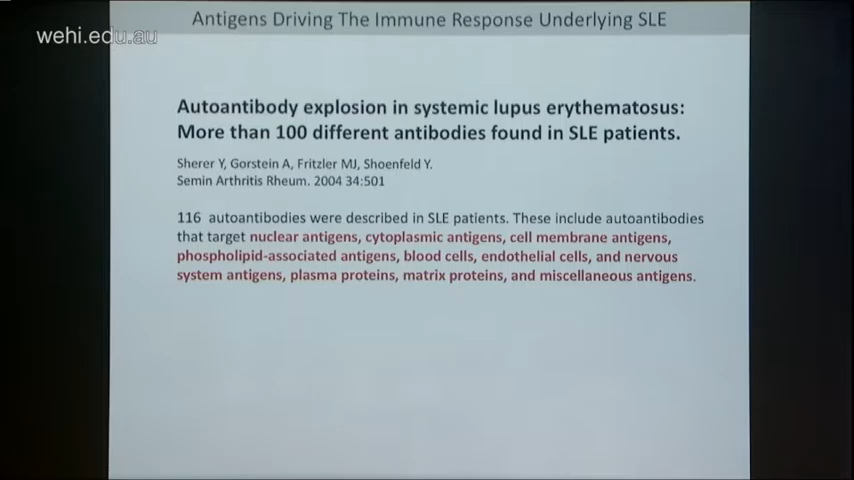 Antigens Driving The Immune Response Underlying SLE
wehi.edu.au
Autoantibody explosion in systemic lupus erythematosus:
More than 100 different antibodies found in SLE patients.
Sherer Y, Gorstein A, Fritzler MJ, Shoenfeld Y.
Semin Arthritis Rheum. 2004 34:501
116 autoantibodies were described in SLE patients. These include autoantibodies
that target nuclear antigens, cytoplasmic antigens, cell membrane antigens,
phospholipid-associated antigens, blood cells, endothelial cells, and nervous
system antigens, plasma proteins, matrix proteins, and miscellaneous antigens.